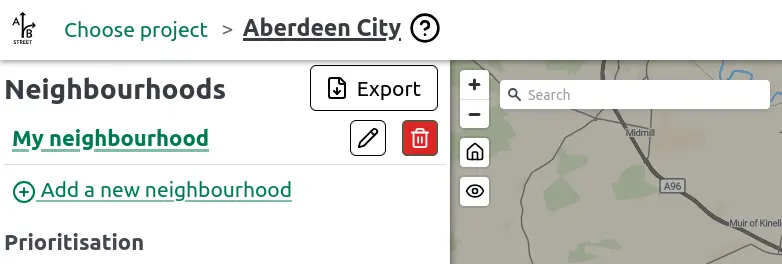 A B STREET
Choose project > Aberdeen City ?
Neighbourhoods
Export
My neighbourhood
Add a new neighbourhood
Prioritisation
+
−
Search
Midmill
A96
Muir of Kinell